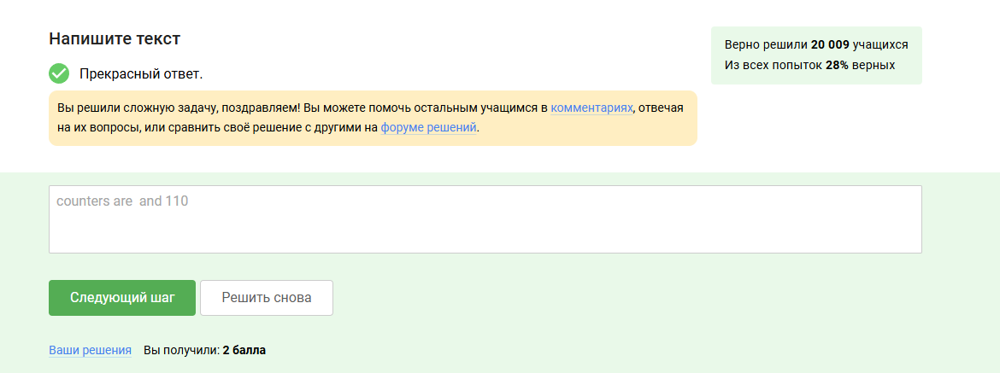 Напишите текст
Верно решили 20 009 учащихся
Из всех попыток 28% верных
Прекрасный ответ.
Вы решили сложную задачу, поздравляем! Вы можете помочь остальным учащимся в комментариях, отвечая
на их вопросы, или сравнить своё решение с другими на форуме решений.
counters are  and 110
Следующий шаг
Решить снова
Ваши решения
Вы получили: 2 балла